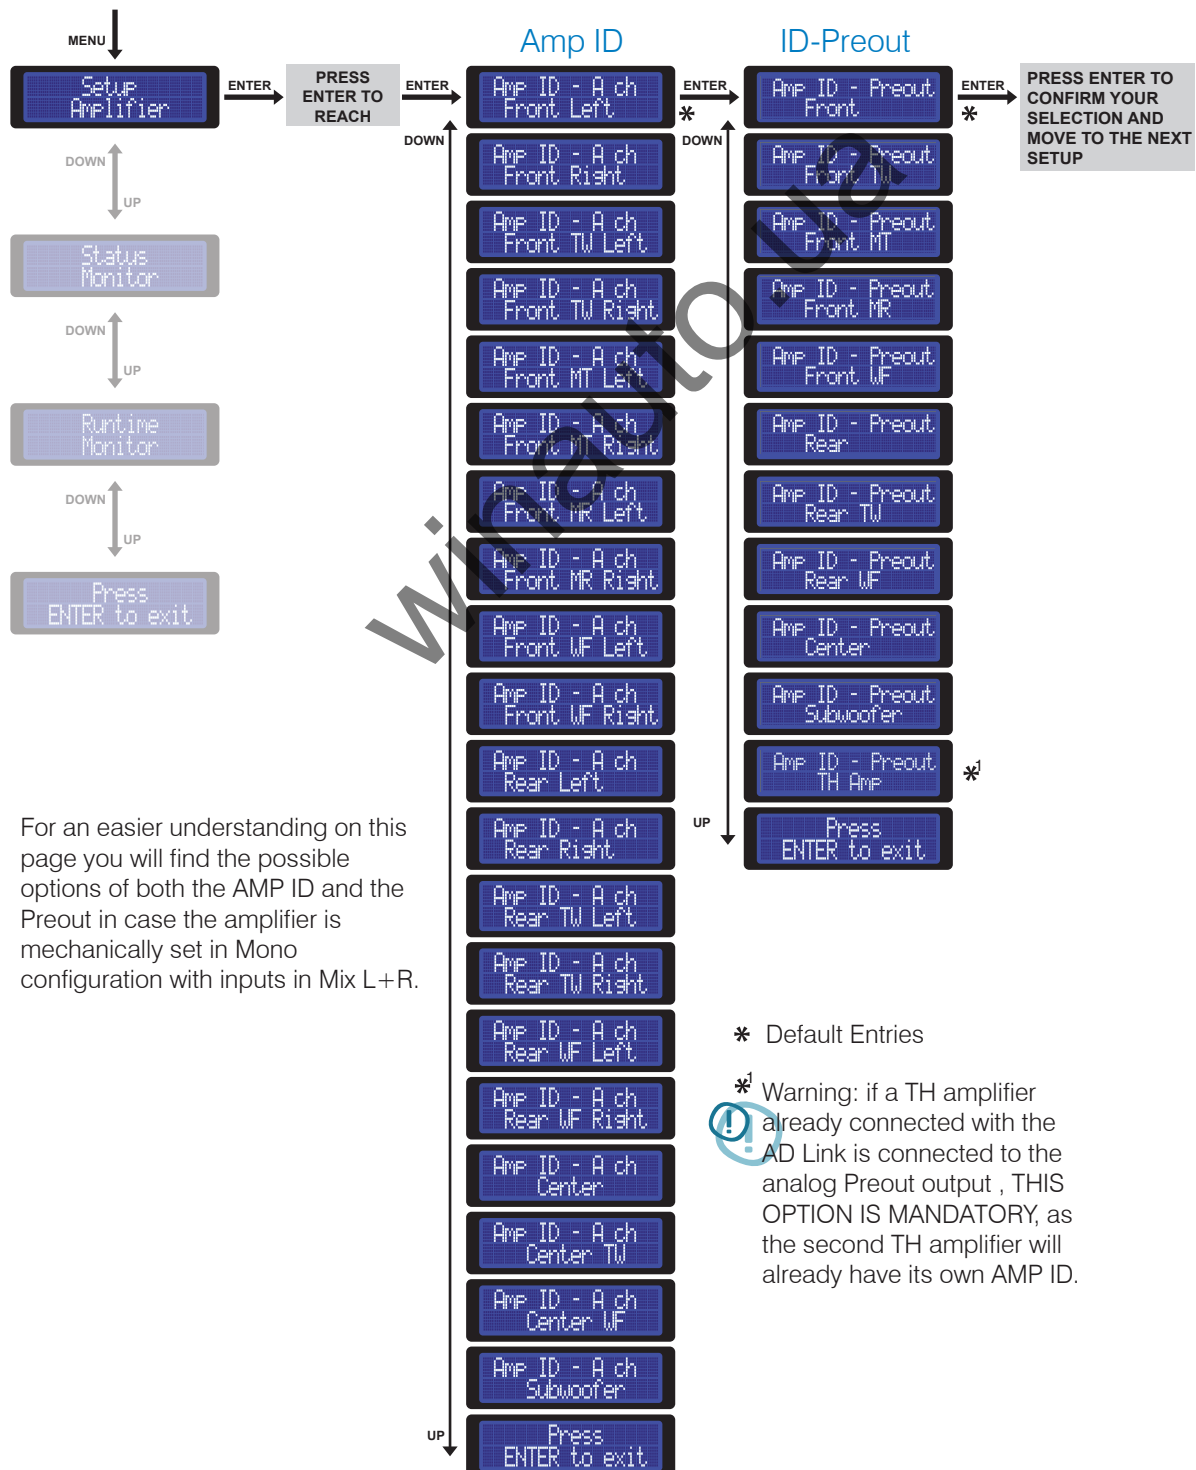 MENU
Setup
Amplifier
ENTER
PRESS
ENTER TO
REACH
ENTER
DOWN
UP
Status
Monitor
DOWN
UP
Runtime
Monitor
DOWN
UP
Press
ENTER to exit
For an easier understanding on this
page you will find the possible
options of both the AMP ID and the
Preout in case the amplifier is
mechanically set in Mono
configuration with inputs in Mix L+R.
Amp ID
Amp ID - A ch
Front Left
*
ENTER
DOWN
Amp ID - A ch
Front Right
Amp ID - A ch
Front TW Left
Amp ID - A ch
Front TW Right
Amp ID - A ch
Front MT Left
Amp ID - A ch
Front MT Right
Amp ID - A ch
Front MR Left
Amp ID - A ch
Front MR Right
Amp ID - A ch
Front WF Left
Amp ID - A ch
Front WF Right
Amp ID - A ch
Rear Left
Amp ID - A ch
Rear Right
Amp ID - A ch
Rear TW Left
Amp ID - A ch
Rear TW Right
Amp ID - A ch
Rear WF Left
Amp ID - A ch
Rear WF Right
Amp ID - A ch
Center
Amp ID - A ch
Center TW
Amp ID - A ch
Center WF
Amp ID - A ch
Subwoofer
UP
Press
ENTER to exit
ID-Preout
Amp ID - Preout
Front
*
ENTER
PRESS ENTER TO
CONFIRM YOUR
SELECTION AND
MOVE TO THE NEXT
SETUP
DOWN
Amp ID - Preout
Front TW
Amp ID - Preout
Front MT
Amp ID - Preout
Front MR
Amp ID - Preout
Front WF
Amp ID - Preout
Rear
Amp ID - Preout
Rear TW
Amp ID - Preout
Rear WF
Amp ID - Preout
Center
Amp ID - Preout
Subwoofer
Amp ID - Preout
TH Amp
*1
UP
Press
ENTER to exit
* Default Entries
*1 Warning: if a TH amplifier
already connected with the
AD Link is connected to the
analog Preout output , THIS
OPTION IS MANDATORY, as
the second TH amplifier will
already have its own AMP ID.
winauto.ua